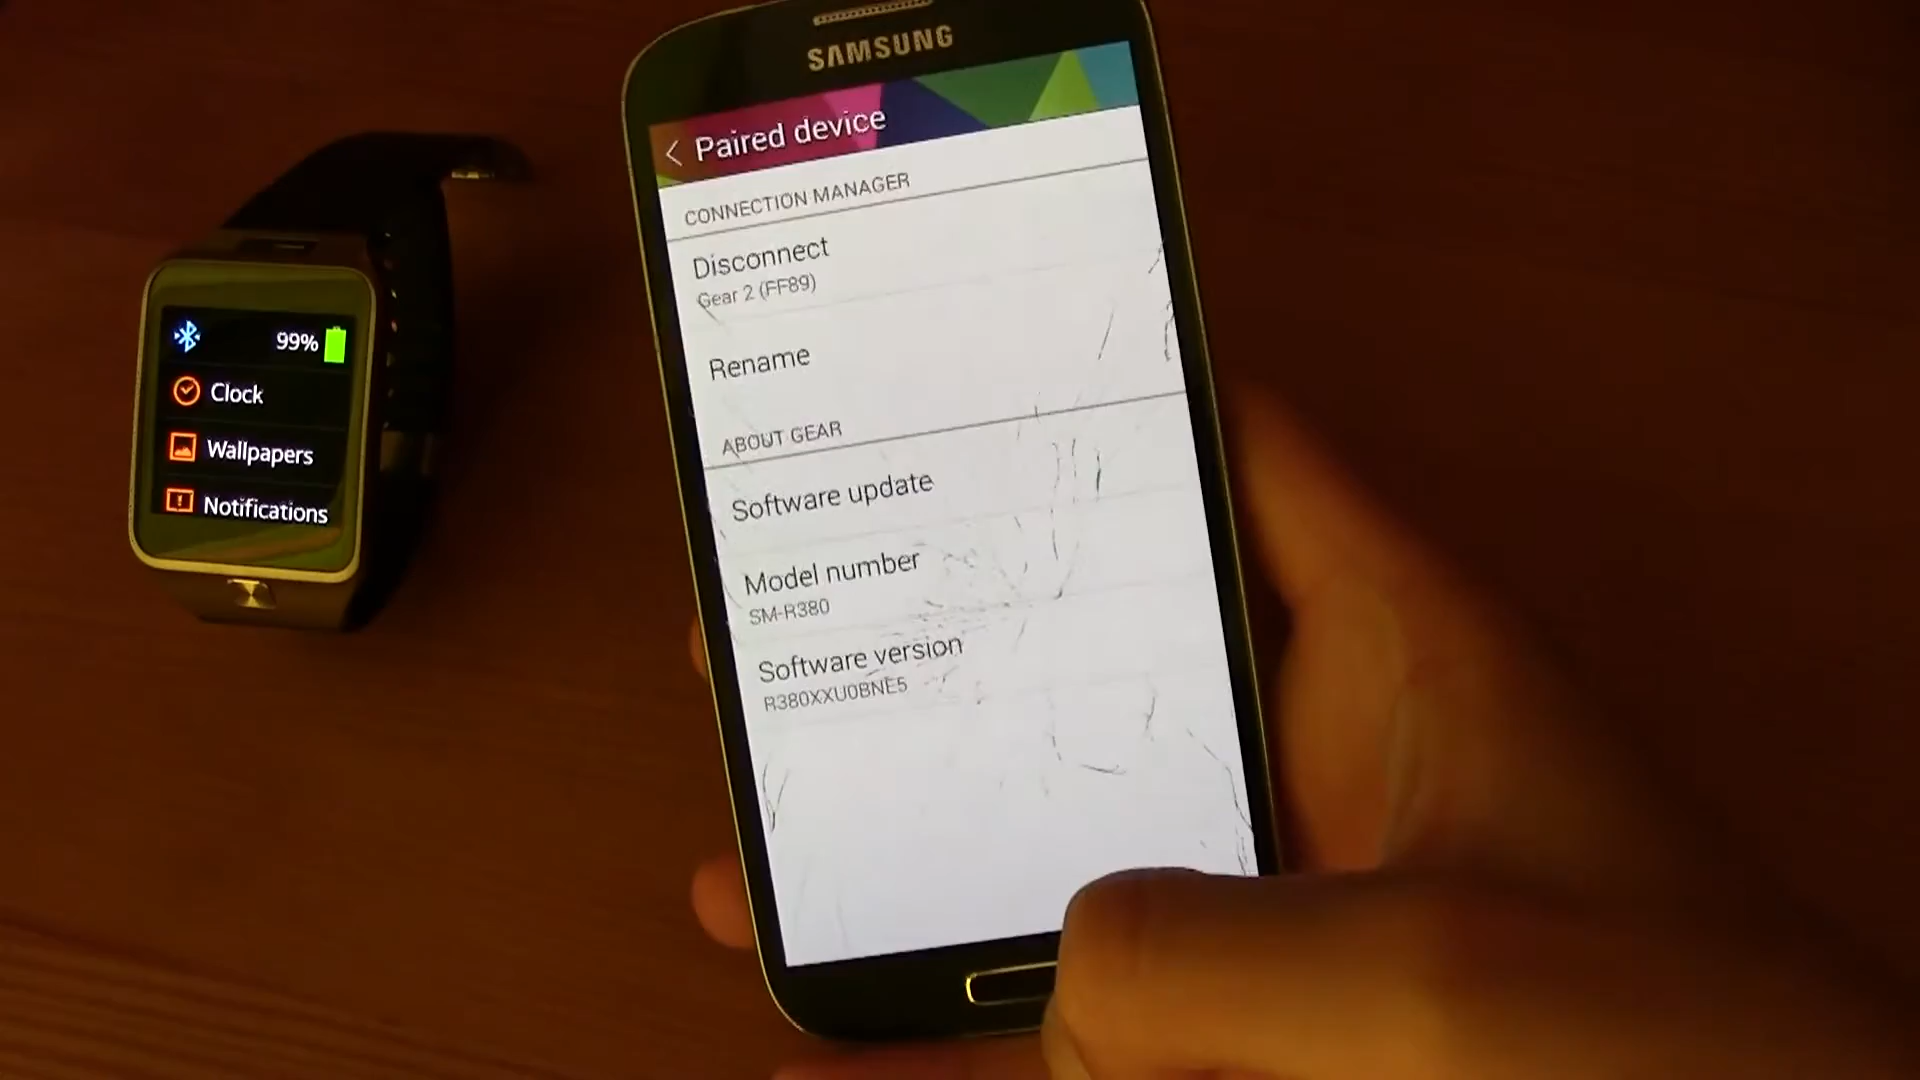 SAMSUNG
Paired device
CONNECTION MANAGER
Disconnect
Gear 2 (FF89)
Rename
ABOUT GEAR
Software update
Model number
SM-R380
Software version
R380XXU0BNE5
99%
Clock
Wallpapers
Notifications